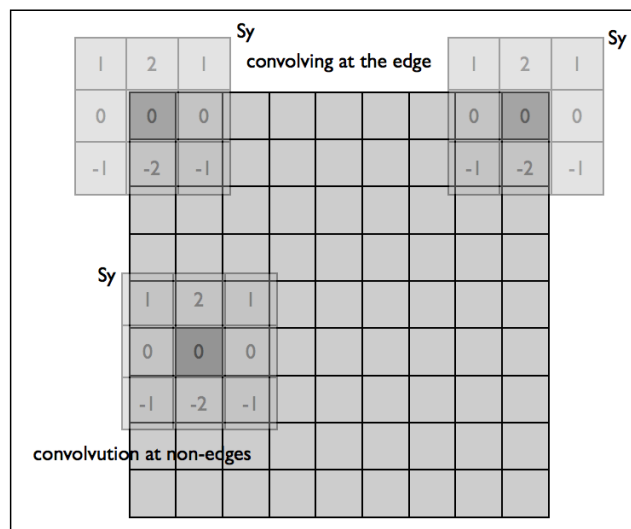 Sy
Sy
convolving at the edge
1 2 1
1 2 1
0 0 0
0 0 0
-1 -2 -1
-1 -2 -1
Sy
1 2 1
0 0 0
-1 -2 -1
convolvution at non-edges